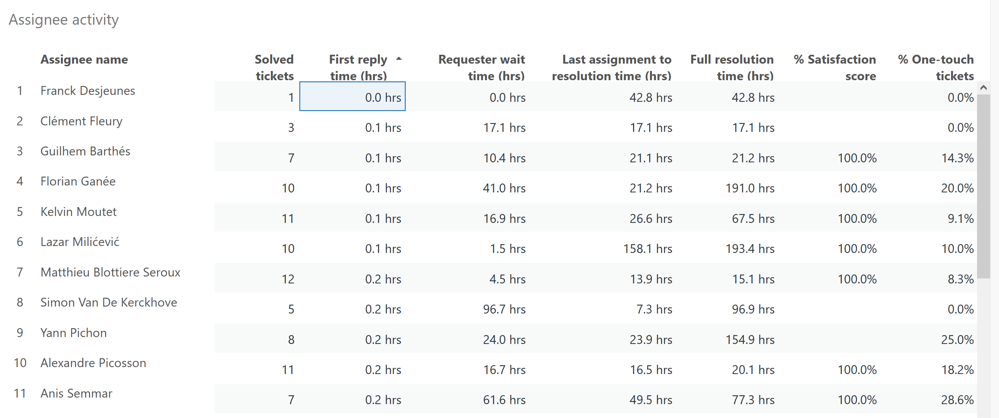 Assignee activity
Assignee name Solved tickets First reply time (hrs) Requester wait time (hrs) Last assignment to resolution time (hrs) Full resolution time (hrs) % Satisfaction score % One-touch tickets
1 Franck Desjeunes 1 0.0 hrs 0.0 hrs 42.8 hrs 42.8 hrs 0.0%
2 Clément Fleury 3 0.1 hrs 17.1 hrs 17.1 hrs 17.1 hrs 0.0%
3 Guilhem Barthés 7 0.1 hrs 10.4 hrs 21.1 hrs 21.2 hrs 100.0% 14.3%
4 Florian Ganée 10 0.1 hrs 41.0 hrs 21.2 hrs 191.0 hrs 100.0% 20.0%
5 Kelvin Moutet 11 0.1 hrs 16.9 hrs 26.6 hrs 67.5 hrs 100.0% 9.1%
6 Lazar Milićević 10 0.1 hrs 1.5 hrs 158.1 hrs 193.4 hrs 100.0% 10.0%
7 Matthieu Blottiere Seroux 12 0.2 hrs 4.5 hrs 13.9 hrs 15.1 hrs 100.0% 8.3%
8 Simon Van De Kerckhove 5 0.2 hrs 96.7 hrs 7.3 hrs 96.9 hrs 0.0%
9 Yann Pichon 8 0.2 hrs 24.0 hrs 23.9 hrs 154.9 hrs 25.0%
10 Alexandre Picosson 11 0.2 hrs 16.7 hrs 16.5 hrs 20.1 hrs 100.0% 18.2%
11 Anis Semmar 7 0.2 hrs 61.6 hrs 49.5 hrs 77.3 hrs 100.0% 28.6%